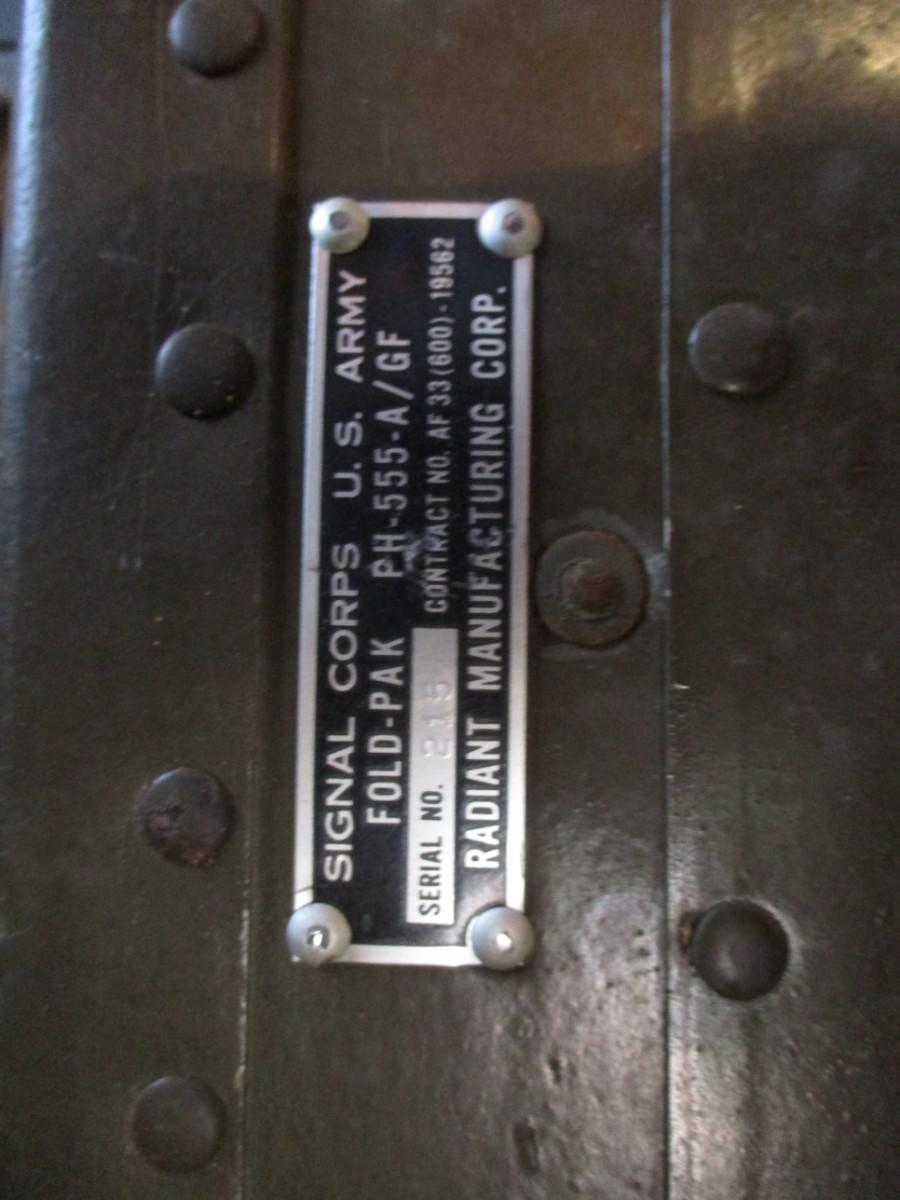 SIGNAL CORPS U. S. ARMY
FOLD-PAK PH-555-A/GF
SERIAL NO. 215 CONTRACT NO. AF 33(600)-19562
RADIANT MANUFACTURING CORP.